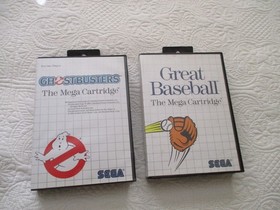 GHOSTBUSTERS
The Mega Cartridge
SEGA
Great
Baseball
The Mega Cartridge
SEGA